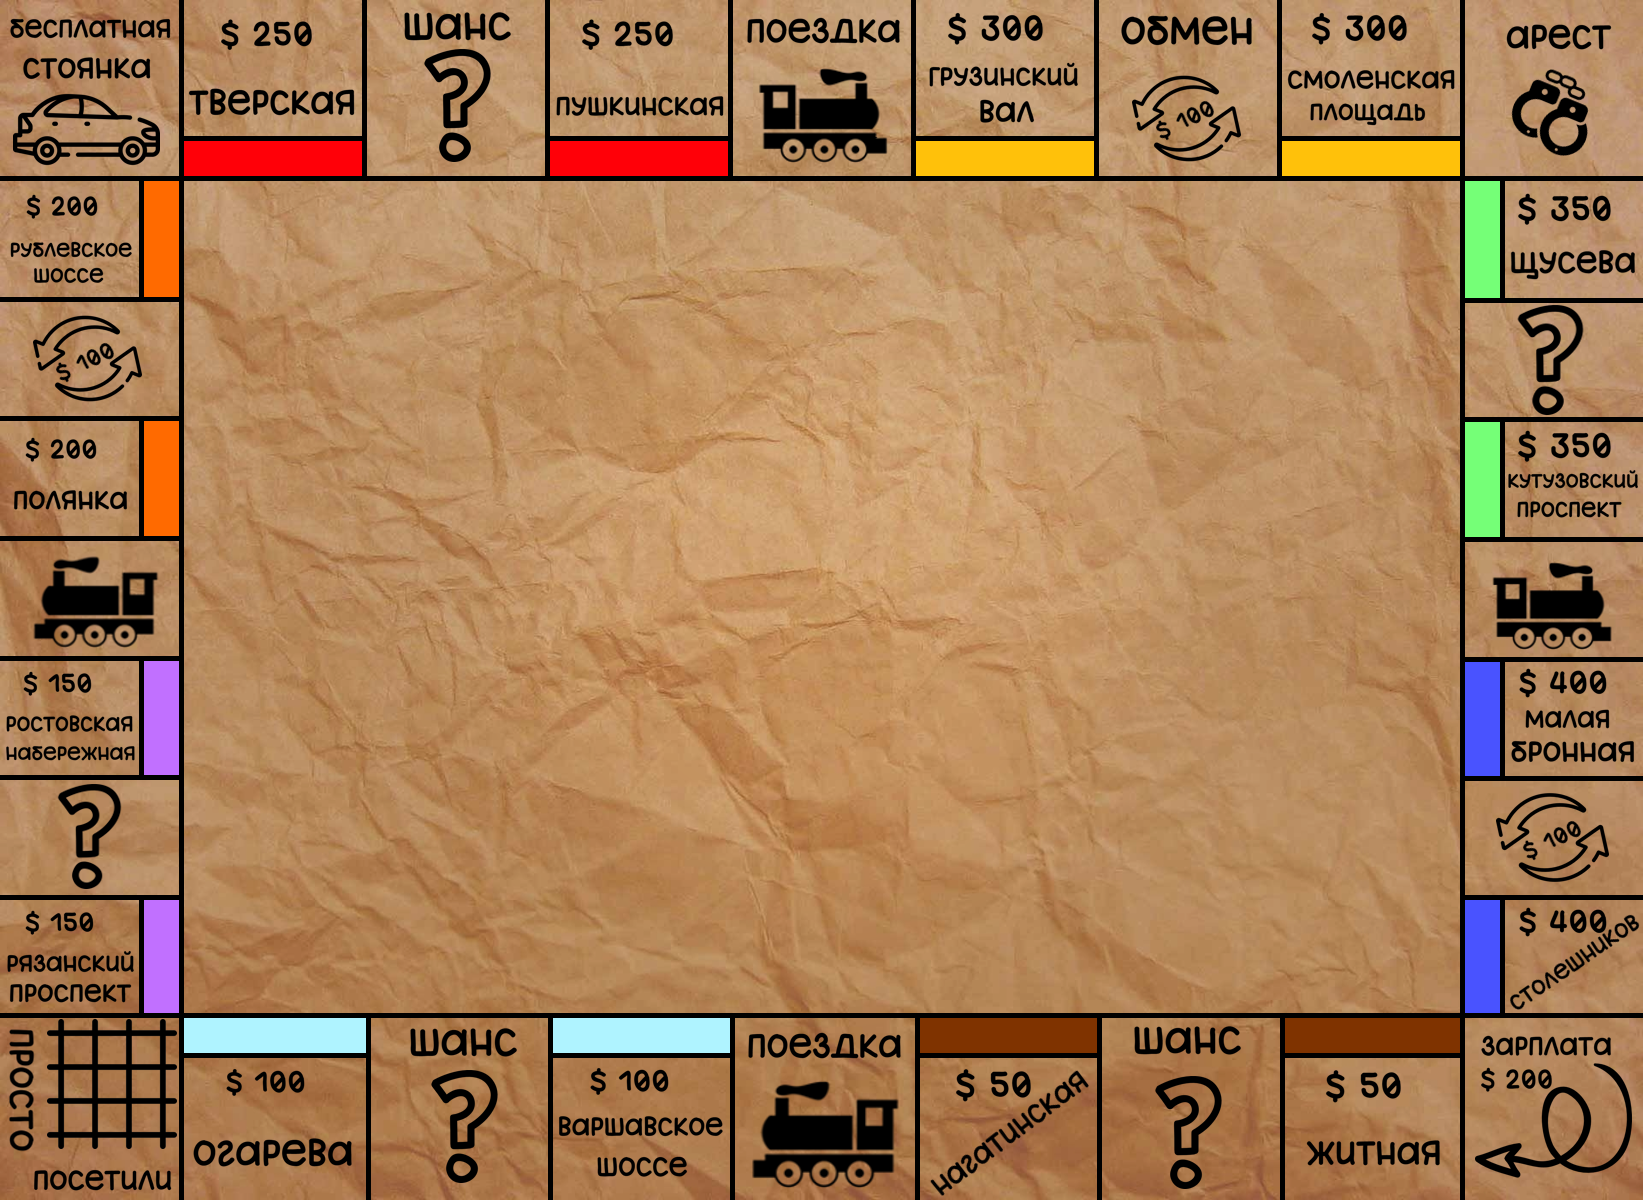 бесплатная
стоянка
$ 250
тверская
шанс
?
$ 250
пушкинская
поездка
$ 300
грузинский
вал
обмен
$ 100
$ 300
смоленская
площадь
арест
$ 200
рублевское
шоссе
$ 100
$ 200
полянка
$ 150
ростовская
набережная
?
$ 150
рязанский
проспект
$ 350
щусева
?
$ 350
кутузовский
проспект
$ 400
малая
бронная
$ 100
$ 400
столешников
просто
посетили
$ 100
огарева
шанс
?
$ 100
варшавское
шоссе
поездка
$ 50
нагатинская
шанс
?
$ 50
житная
зарплата
$ 200